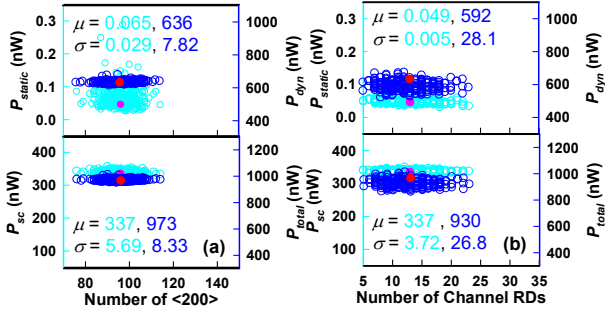 0.3
0.2
0.1
0.0
P_static (nW)
μ = 0.065, 636
σ = 0.029, 7.82
1000
800
600
400
P_dyn (nW)
400
300
200
100
P_sc (nW)
μ = 337, 973
σ = 5.69, 8.33
(a)
1200
1000
800
600
400
P_total (nW)
80 100 120 140
Number of <200>
0.3
0.2
0.1
0.0
P_static (nW)
μ = 0.049, 592
σ = 0.005, 28.1
1000
800
600
400
P_dyn (nW)
400
300
200
100
P_sc (nW)
μ = 337, 930
σ = 3.72, 26.8
(b)
1200
1000
800
600
400
P_total (nW)
5 10 15 20 25 30 35
Number of Channel RDs